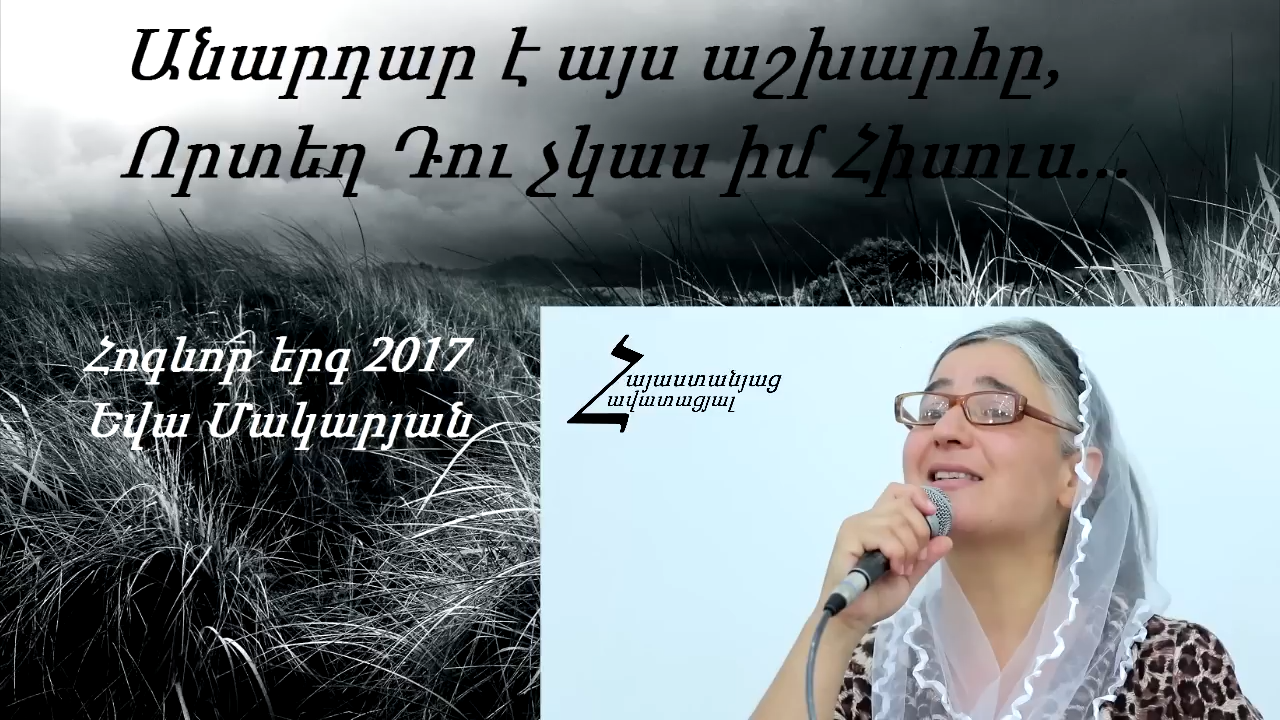 Անարդար է այս աշխարհը,
Որտեղ Դու չկաս իմ Հիսուս...
Հոգևոր երգ 2017
Եվա Մակարյան
Հայաստանյաց
Հավատացյալ